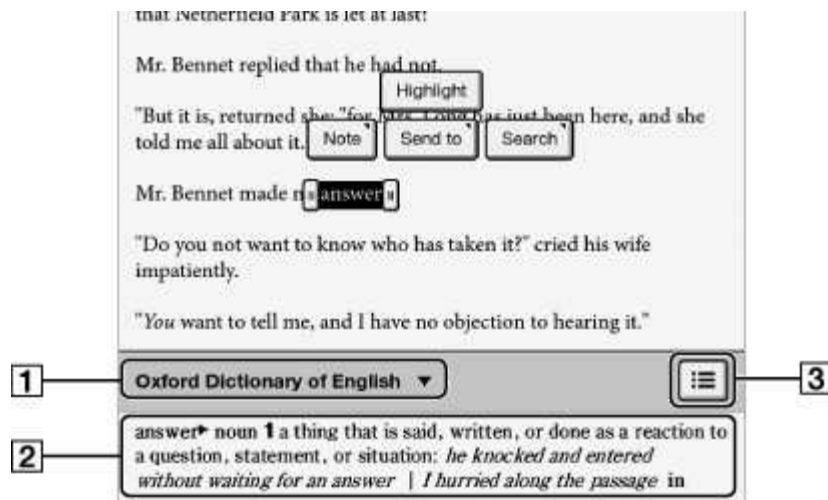 that Netherfield Park is let at last?
Mr. Bennet replied that he had not.
Highlight
"But it is, returned she: "for Mrs. Long has just been here, and she
told me all about it.
Note
Send to
Search
Mr. Bennet made n answer
"Do you not want to know who has taken it?" cried his wife
impatiently.
"You want to tell me, and I have no objection to hearing it."
1
Oxford Dictionary of English
3
2
answer noun 1 a thing that is said, written, or done as a reaction to
a question, statement, or situation: he knocked and entered
without waiting for an answer | I hurried along the passage in